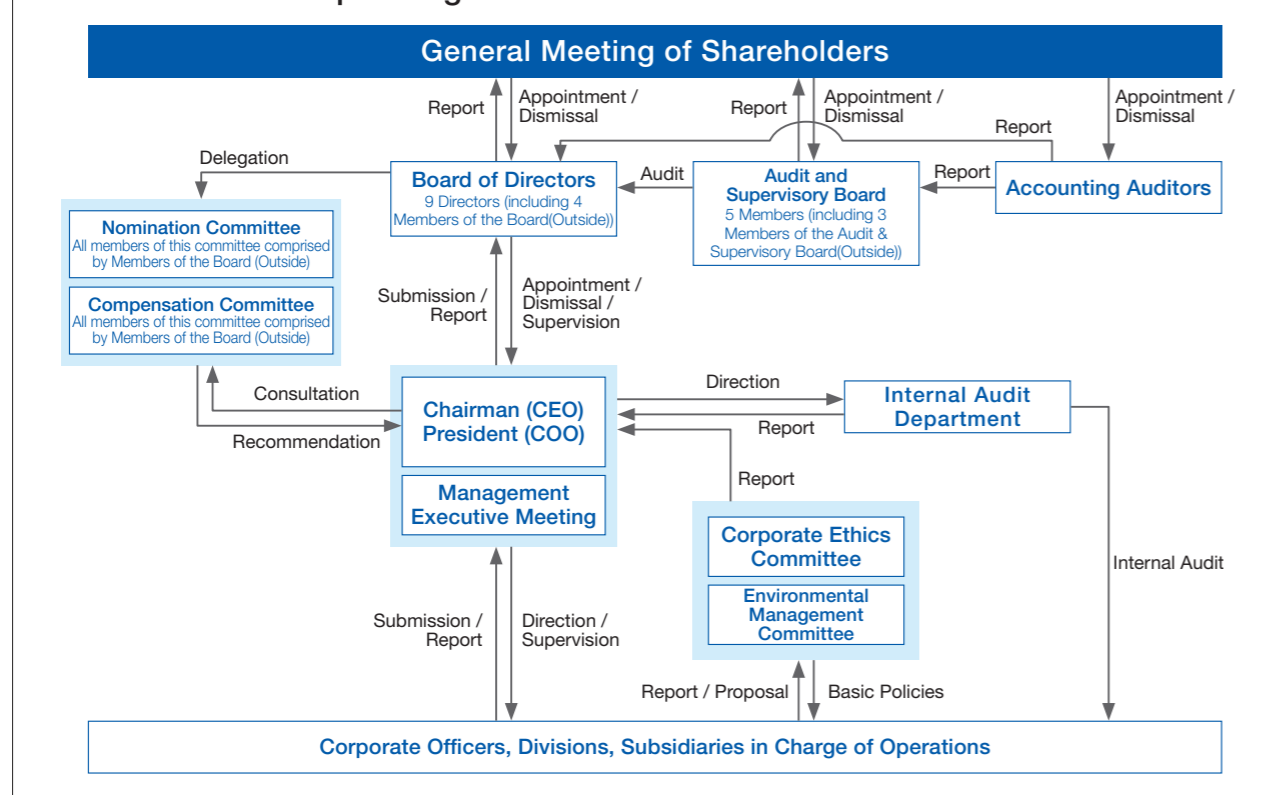 General Meeting of Shareholders
Report
Appointment /
Dismissal
Report
Appointment /
Dismissal
Appointment /
Dismissal
Report
Delegation
Board of Directors
9 Directors (including 4
Members of the Board(Outside))
Audit
Audit and
Supervisory Board
5 Members (including 3
Members of the Audit &
Supervisory Board(Outside))
Report
Accounting Auditors
Nomination Committee
All members of this committee comprised
by Members of the Board (Outside)
Compensation Committee
All members of this committee comprised
by Members of the Board (Outside)
Submission /
Report
Appointment /
Dismissal /
Supervision
Consultation
Recommendation
Chairman (CEO)
President (COO)
Management
Executive Meeting
Direction
Report
Internal Audit
Department
Report
Corporate Ethics
Committee
Environmental
Management
Committee
Internal Audit
Submission /
Report
Direction /
Supervision
Report / Proposal
Basic Policies
Corporate Officers, Divisions, Subsidiaries in Charge of Operations